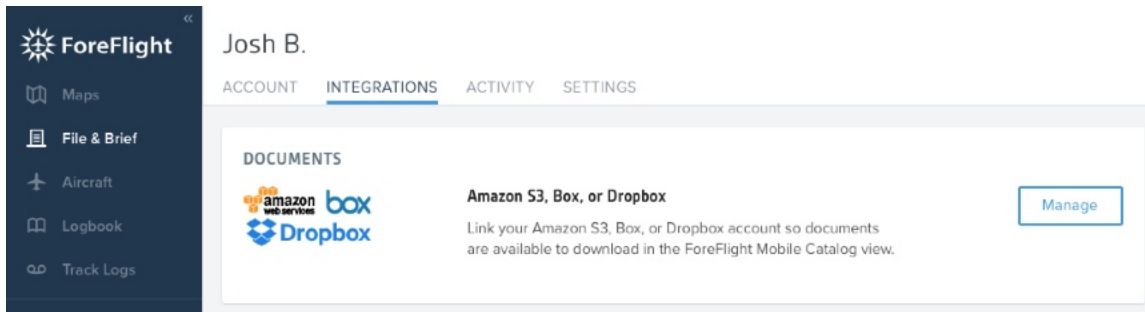 «
ForeFlight
Maps
File & Brief
Aircraft
Logbook
Track Logs
Josh B.
ACCOUNT INTEGRATIONS ACTIVITY SETTINGS
DOCUMENTS
amazon
web services
box
Dropbox
Amazon S3, Box, or Dropbox
Link your Amazon S3, Box, or Dropbox account so documents
are available to download in the ForeFlight Mobile Catalog view.
Manage